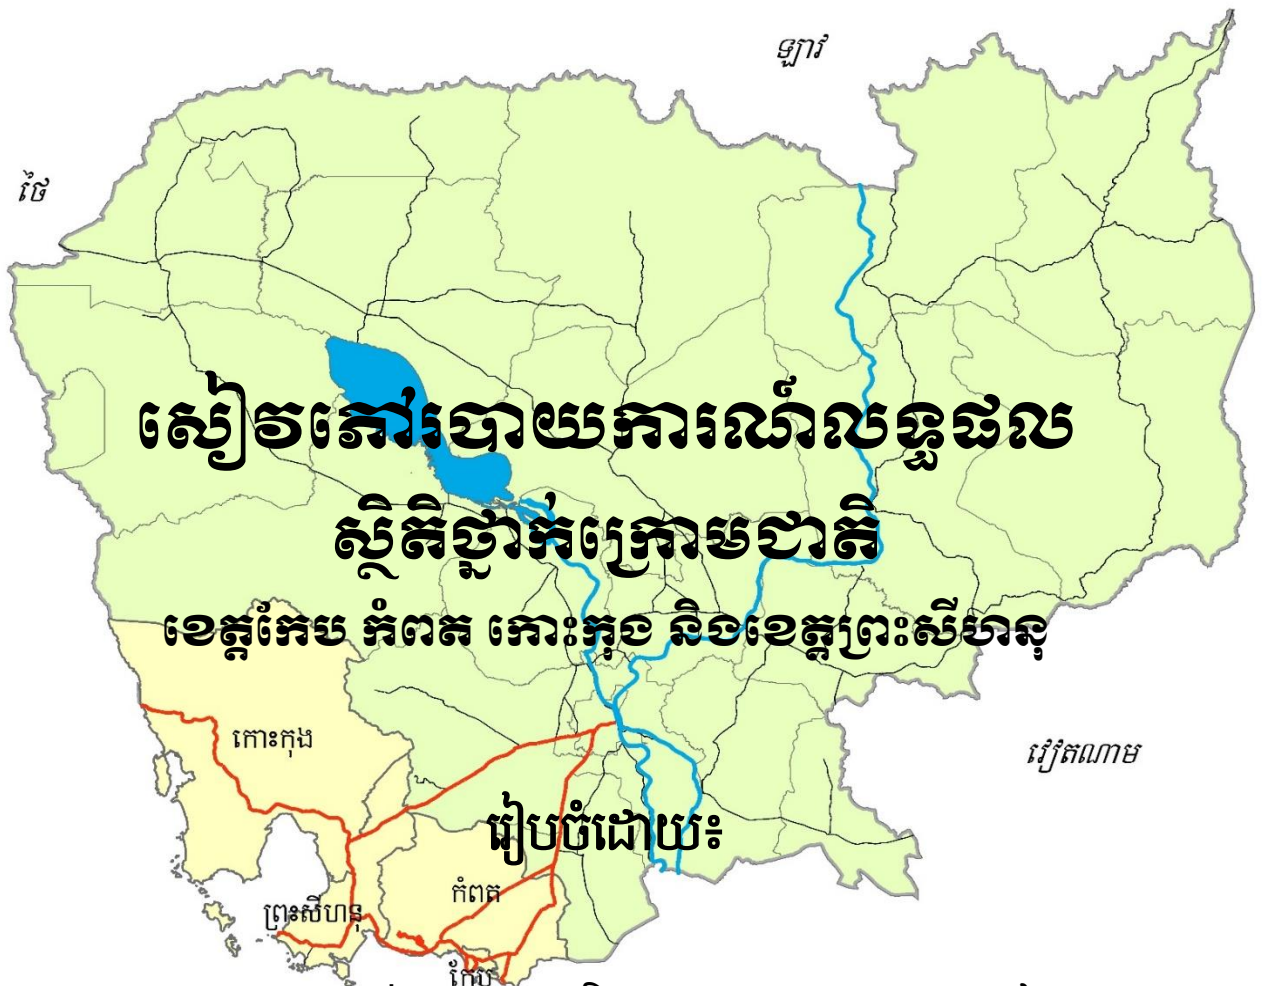 ឡាវ
ថៃ
សៀវភៅរបាយការណ៍លទ្ធផល
ស្ថិតិថ្នាក់ក្រោមជាតិ
ខេត្តកែប កំពត កោះកុង និងខេត្តព្រះសីហនុ
កោះកុង
វៀតណាម
រៀបចំដោយ៖
កំពត
ព្រះសីហនុ
កែប